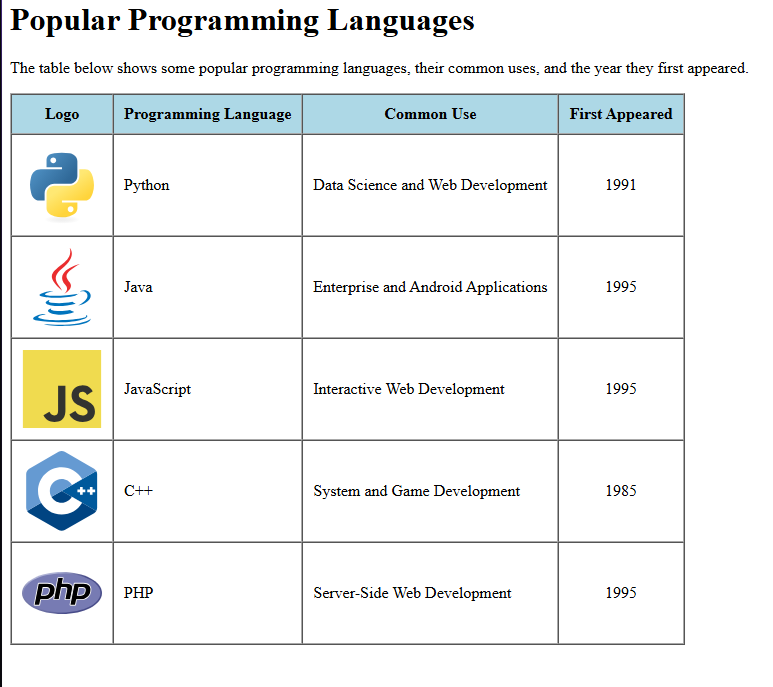 Popular Programming Languages
The table below shows some popular programming languages, their common uses, and the year they first appeared.
Logo Programming Language Common Use First Appeared
Python Data Science and Web Development 1991
Java Enterprise and Android Applications 1995
JS JavaScript Interactive Web Development 1995
C++ C++ System and Game Development 1985
php PHP Server-Side Web Development 1995